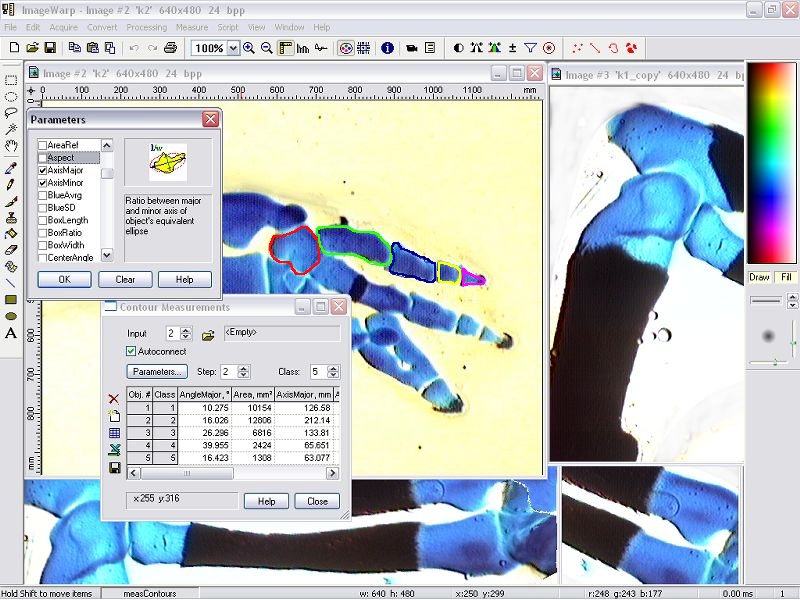 ImageWarp - Image #2 'k2' 640x480 24 bpp
File Edit Acquire Convert Processing Measure Script View Window Help
100%
A
Image #2 'k2' 640x480 24 bpp
0 100 200 300 400 500 600 700 800 900 1000 1100 mm
600
700
800
mm
Image #3 'k1_copy' 640x480 24 bpp
Draw Fill
Parameters
AreaRef
Aspect
AxisMajor
AxisMinor
BlueAvrg
BlueSD
BoxLength
BoxRatio
BoxWidth
CenterAngle
l/w
Ratio between major
and minor axis of
object's equivalent
ellipse
OK Clear Help
Contour Measurements
Input 2 <Empty>
Autoconnect
Parameters... Step: 2 Class: 5
Obj. # Class AngleMajor, ° Area, mm² AxisMajor, mm A
1 1 10.275 10154 126.58
2 2 16.026 12806 212.14
3 3 26.296 6816 133.81
4 4 39.955 2424 65.651
5 5 16.423 1308 63.077
x:255 y:316 Help Close
Hold Shift to move items measContours w: 640 h: 480 x:250 y:299 r:248 g:243 b:177 0.00 ms 1